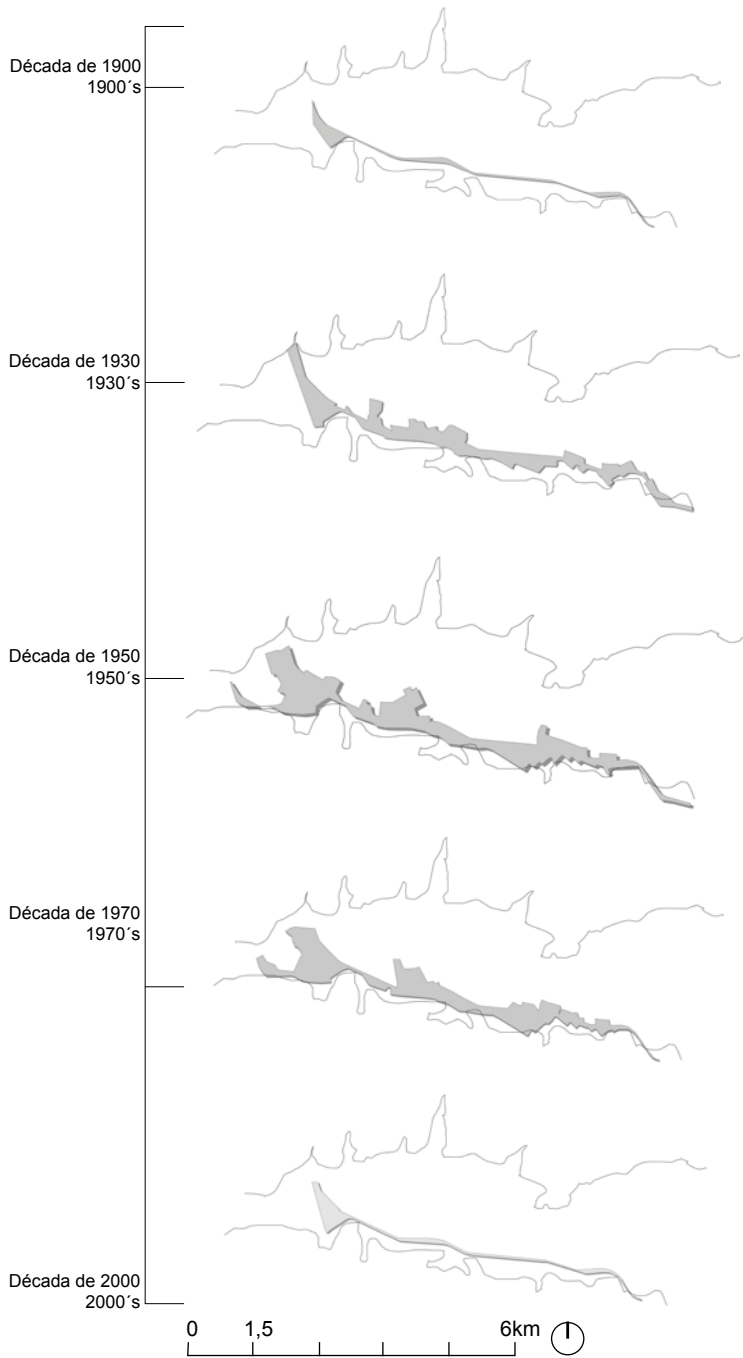 Década de 1900
1900´s
Década de 1930
1930´s
Década de 1950
1950´s
Década de 1970
1970´s
Década de 2000
2000´s
0 1,5 6km